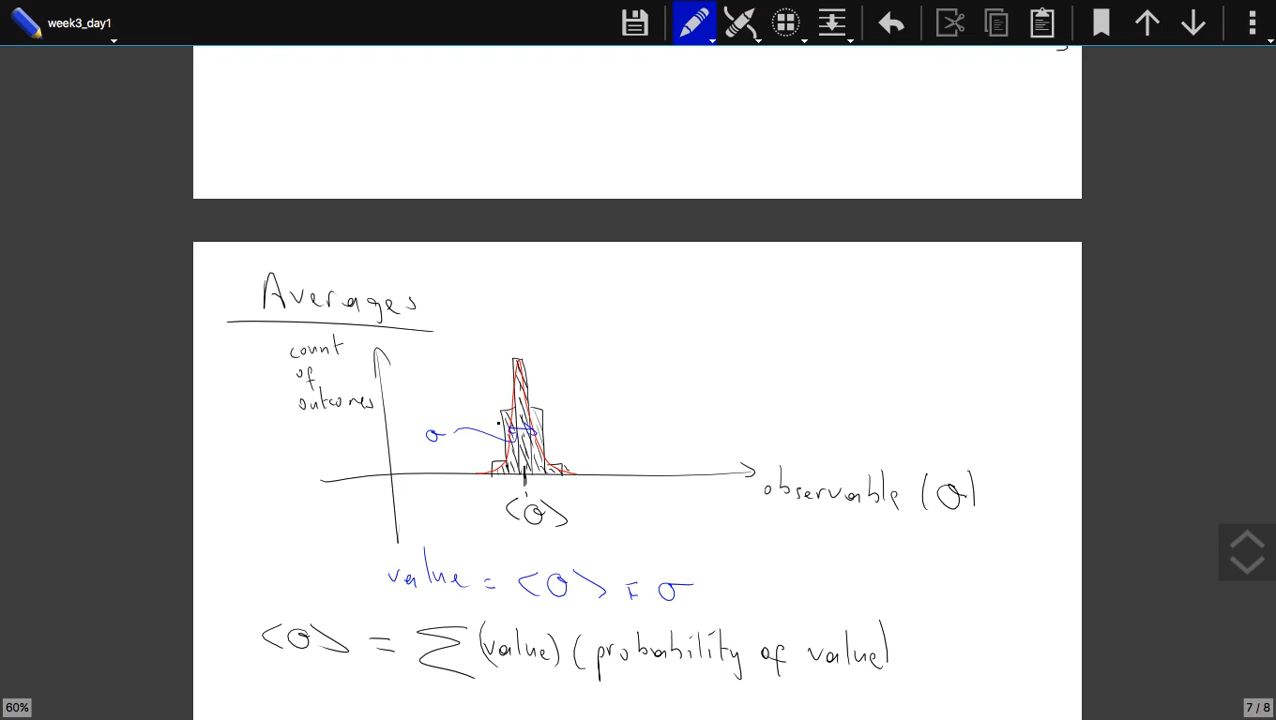 week3_day1
Averages
count
of
outcomes
σ
observable (O)
<O>
value = <O> ± σ
<O> = ∑ (value) (probability of value)
60%
7 / 8